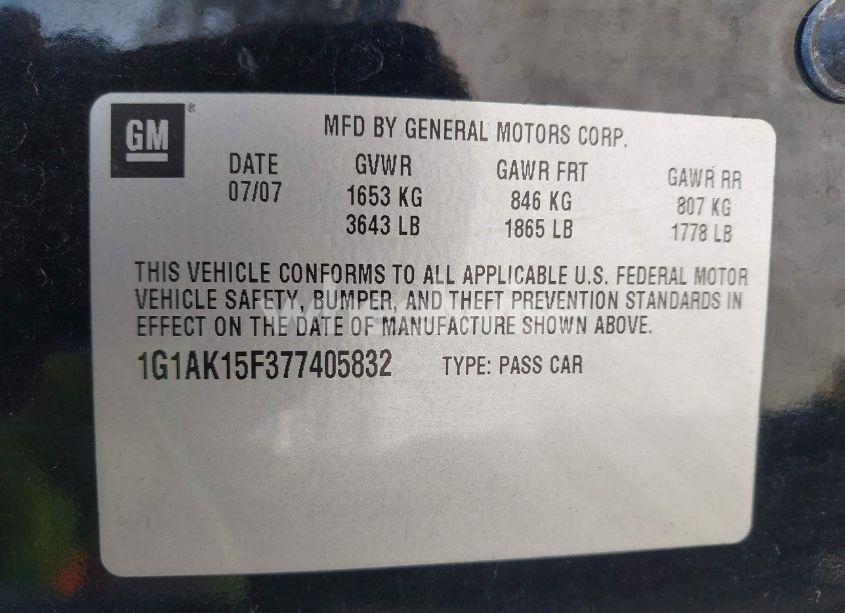 GM®
MFD BY GENERAL MOTORS CORP.
DATE GVWR GAWR FRT GAWR RR
07/07 1653 KG 846 KG 807 KG
3643 LB 1865 LB 1778 LB
THIS VEHICLE CONFORMS TO ALL APPLICABLE U.S. FEDERAL MOTOR
VEHICLE SAFETY, BUMPER, AND THEFT PREVENTION STANDARDS IN
EFFECT ON THE DATE OF MANUFACTURE SHOWN ABOVE.
1G1AK15F377405832 TYPE: PASS CAR